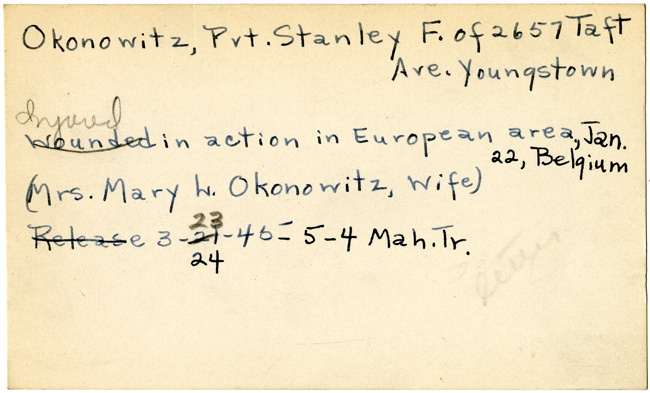 Okonowitz, Pvt. Stanley F. of 2657 Taft
Ave. Youngstown
Injured
Wounded in action in European area, Jan.
22, Belgium
(Mrs. Mary L. Okonowitz, wife)
23
Release 3-21-45= 5-4 Mah. Tr.
24